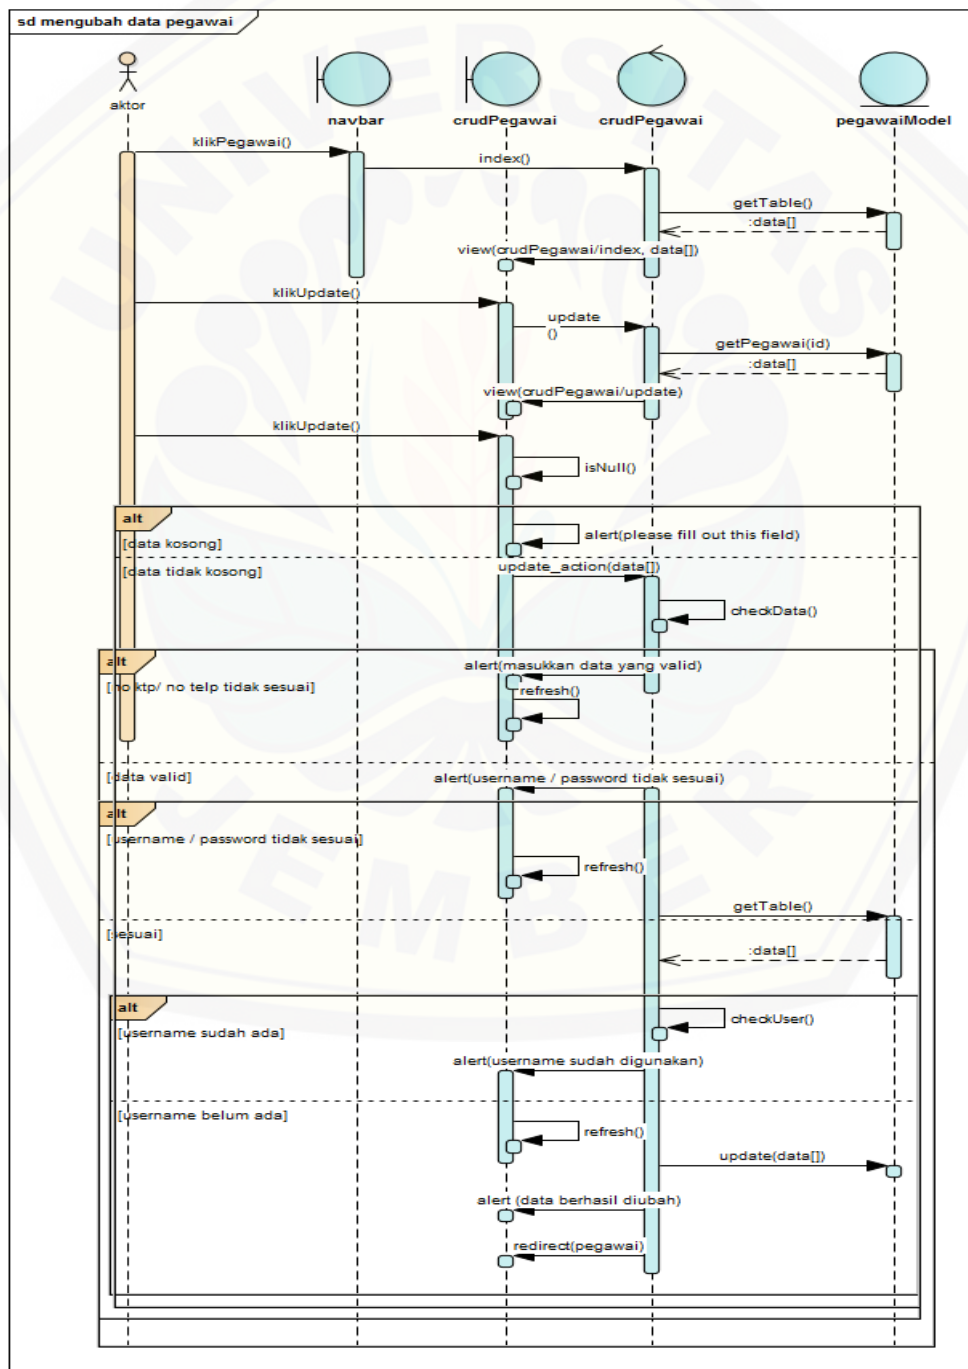 sd mengubah data pegawai
aktor
navbar
crudPegawai
crudPegawai
pegawaiModel
klikPegawai()
index()
getTable()
:data[]
view(crudPegawai/index, data[])
klikUpdate()
update
()
getPegawai(id)
:data[]
view(crudPegawai/update)
klikUpdate()
isNull()
alt
[data kosong]
alert(please fill out this field)
[data tidak kosong]
update_action(data[])
checkData()
alt
alert(masukkan data yang valid)
[no ktp/ no telp tidak sesuai]
refresh()
[data valid]
alert(username / password tidak sesuai)
alt
[username / password tidak sesuai]
refresh()
getTable()
[sesuai]
:data[]
alt
checkUser()
[username sudah ada]
alert(username sudah digunakan)
[username belum ada]
refresh()
update(data[])
alert (data berhasil diubah)
redirect(pegawai)
UNIVERSITAS
JEMBER